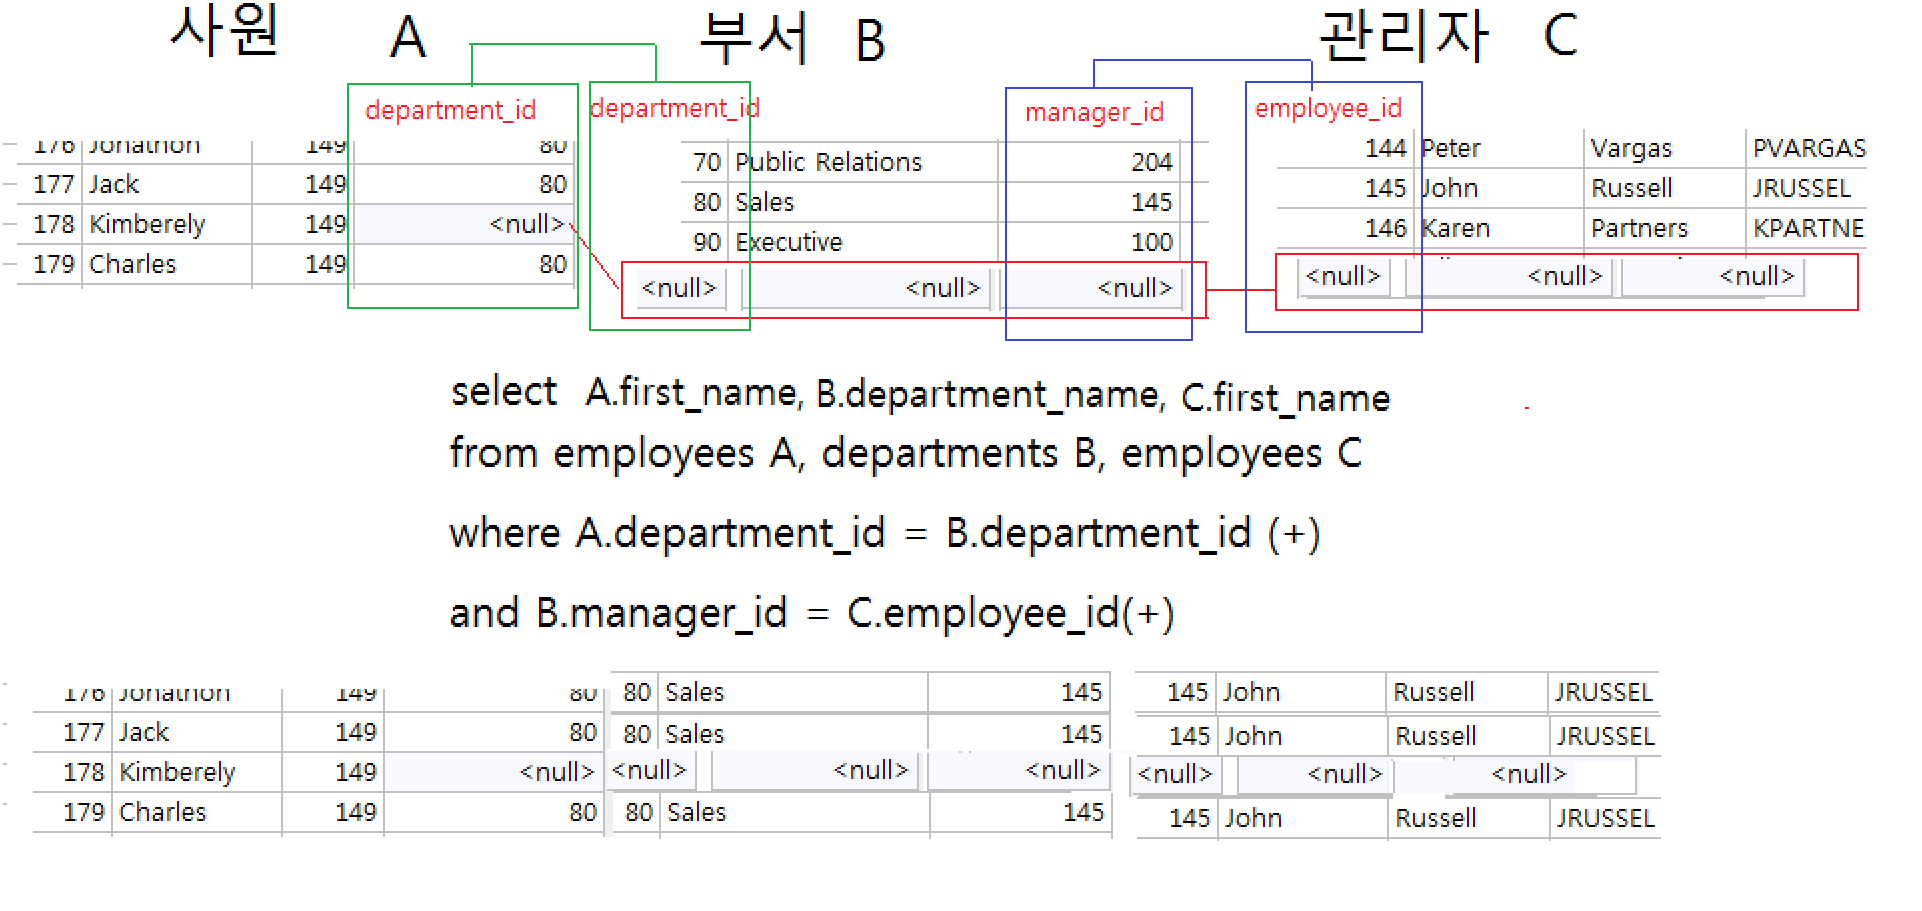 사원 A 부서 B 관리자 C
department_id department_id manager_id employee_id
176 Jonathon 149 80
177 Jack 149 80
178 Kimberely 149 <null>
179 Charles 149 80
70 Public Relations 204
80 Sales 145
90 Executive 100
<null> <null> <null>
144 Peter Vargas PVARGAS
145 John Russell JRUSSEL
146 Karen Partners KPARTNE
<null> <null> <null>
select A.first_name, B.department_name, C.first_name
from employees A, departments B, employees C
where A.department_id = B.department_id (+)
and B.manager_id = C.employee_id(+)
176 Jonathon 149 80 80 Sales 145 145 John Russell JRUSSEL
177 Jack 149 80 80 Sales 145 145 John Russell JRUSSEL
178 Kimberely 149 <null> <null> <null> <null> <null> <null> <null>
179 Charles 149 80 80 Sales 145 145 John Russell JRUSSEL